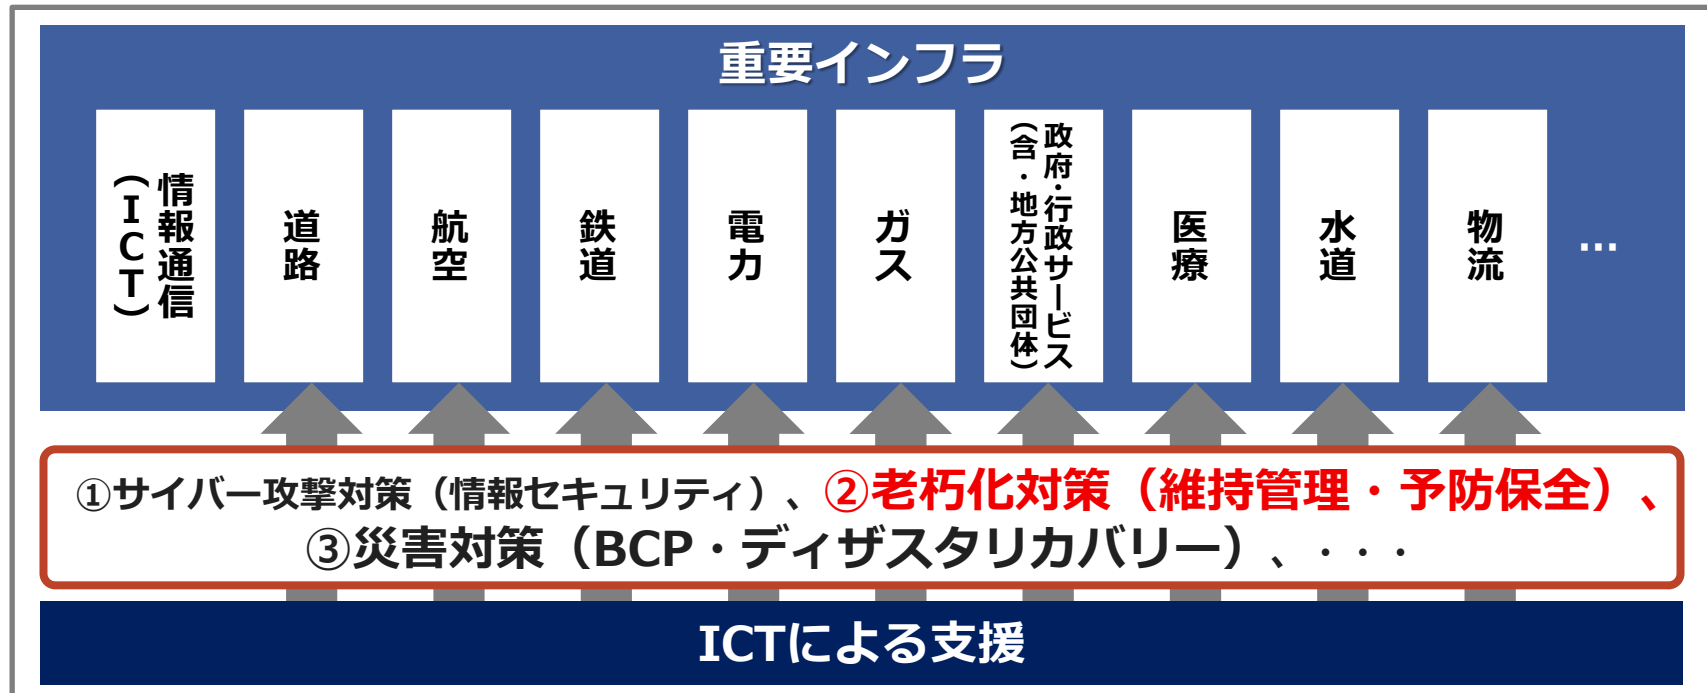 重要インフラ
情報通信
（ICT）
道路
航空
鉄道
電力
ガス
政府・行政サービス
（含・地方公共団体）
医療
水道
物流
…
①サイバー攻撃対策（情報セキュリティ）、②老朽化対策（維持管理・予防保全）、
③災害対策（BCP・ディザスタリカバリー）、・・・
ICTによる支援